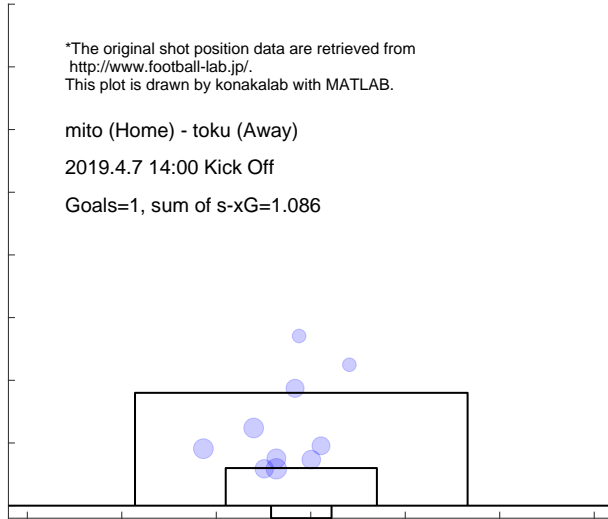 *The original shot position data are retrieved from
http://www.football-lab.jp/.
This plot is drawn by konakalab with MATLAB.
mito (Home) - toku (Away)
2019.4.7 14:00 Kick Off
Goals=1, sum of s-xG=1.086